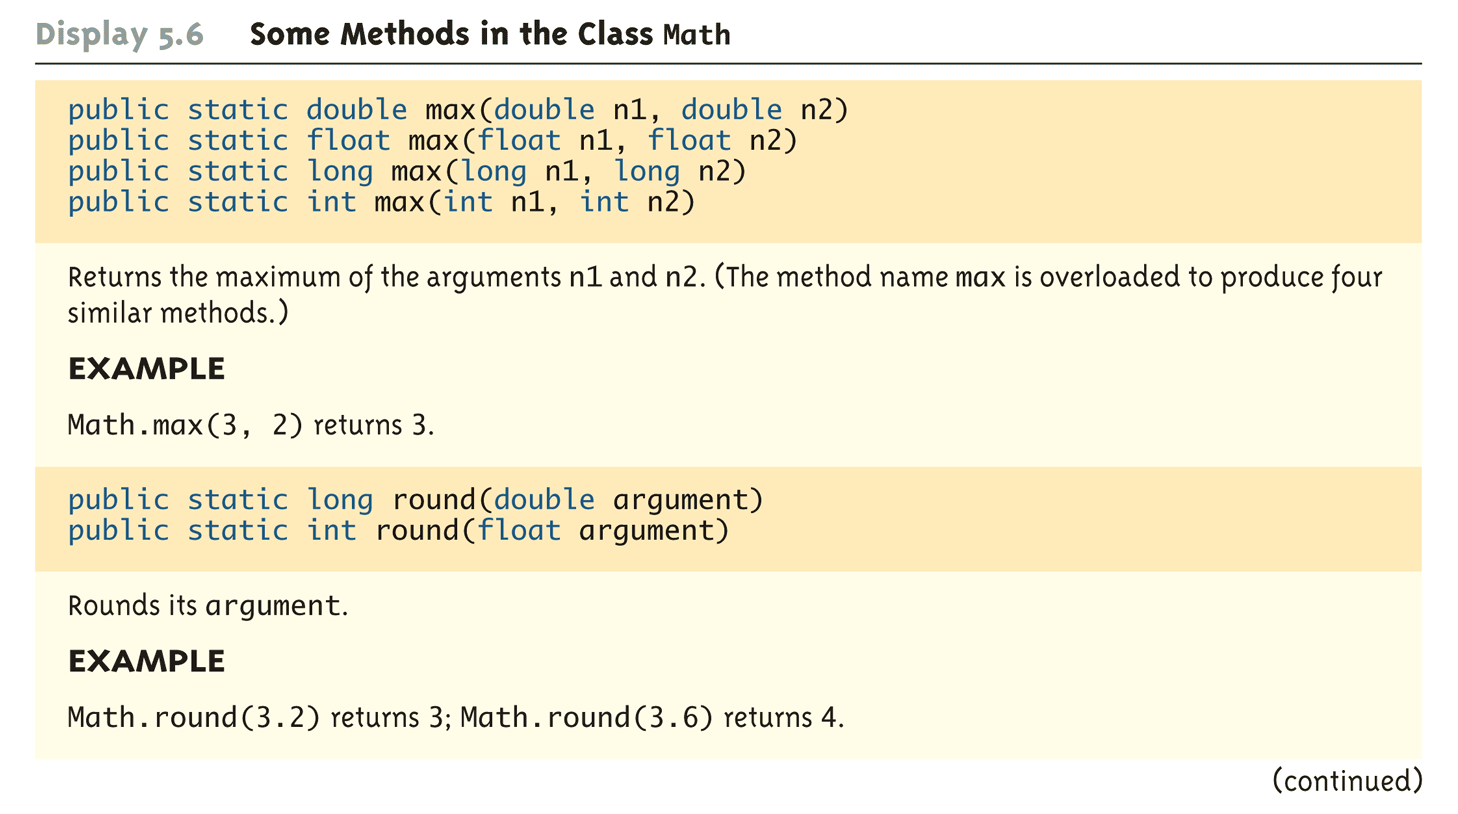 Display 5.6 Some Methods in the Class Math
public static double max(double n1, double n2)
public static float max(float n1, float n2)
public static long max(long n1, long n2)
public static int max(int n1, int n2)
Returns the maximum of the arguments n1 and n2. (The method name max is overloaded to produce four
similar methods.)
EXAMPLE
Math.max(3, 2) returns 3.
public static long round(double argument)
public static int round(float argument)
Rounds its argument.
EXAMPLE
Math.round(3.2) returns 3; Math.round(3.6) returns 4.
(continued)